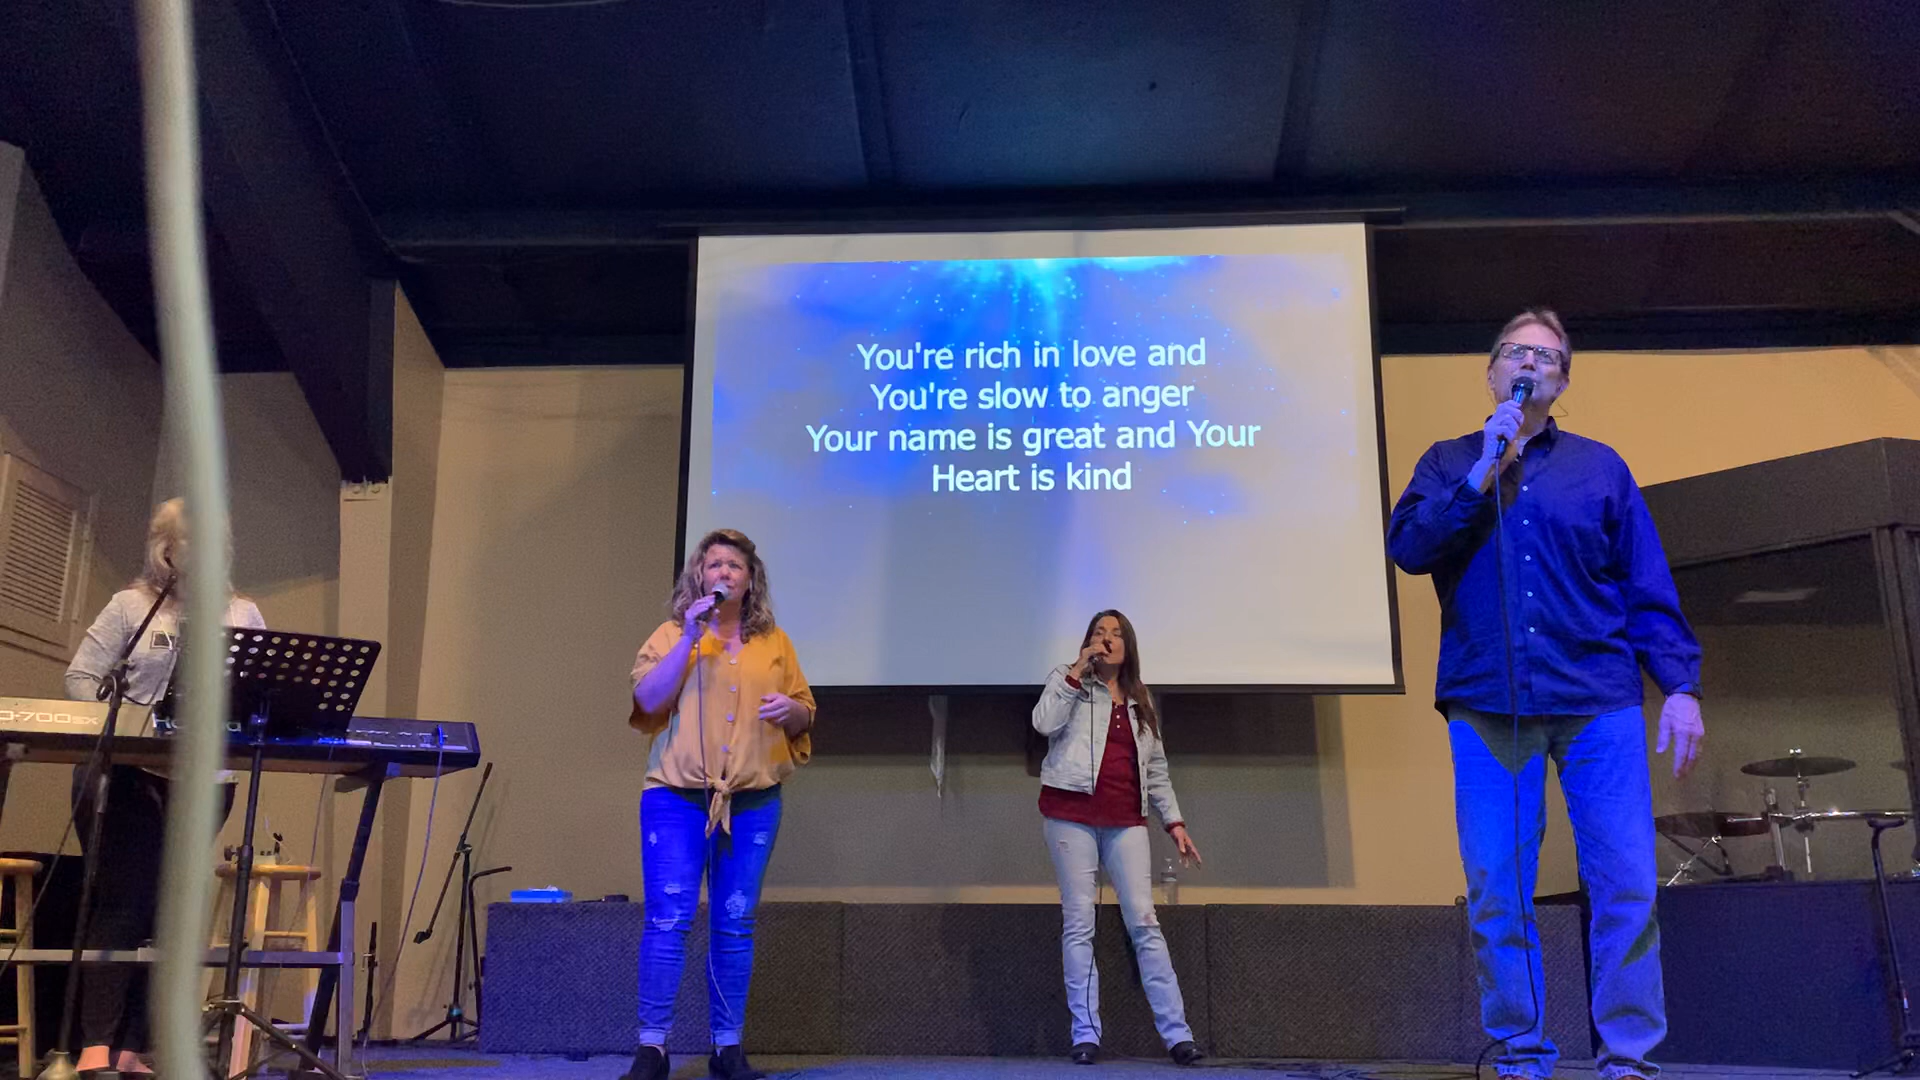 You're rich in love and
You're slow to anger
Your name is great and Your
Heart is kind
700SX